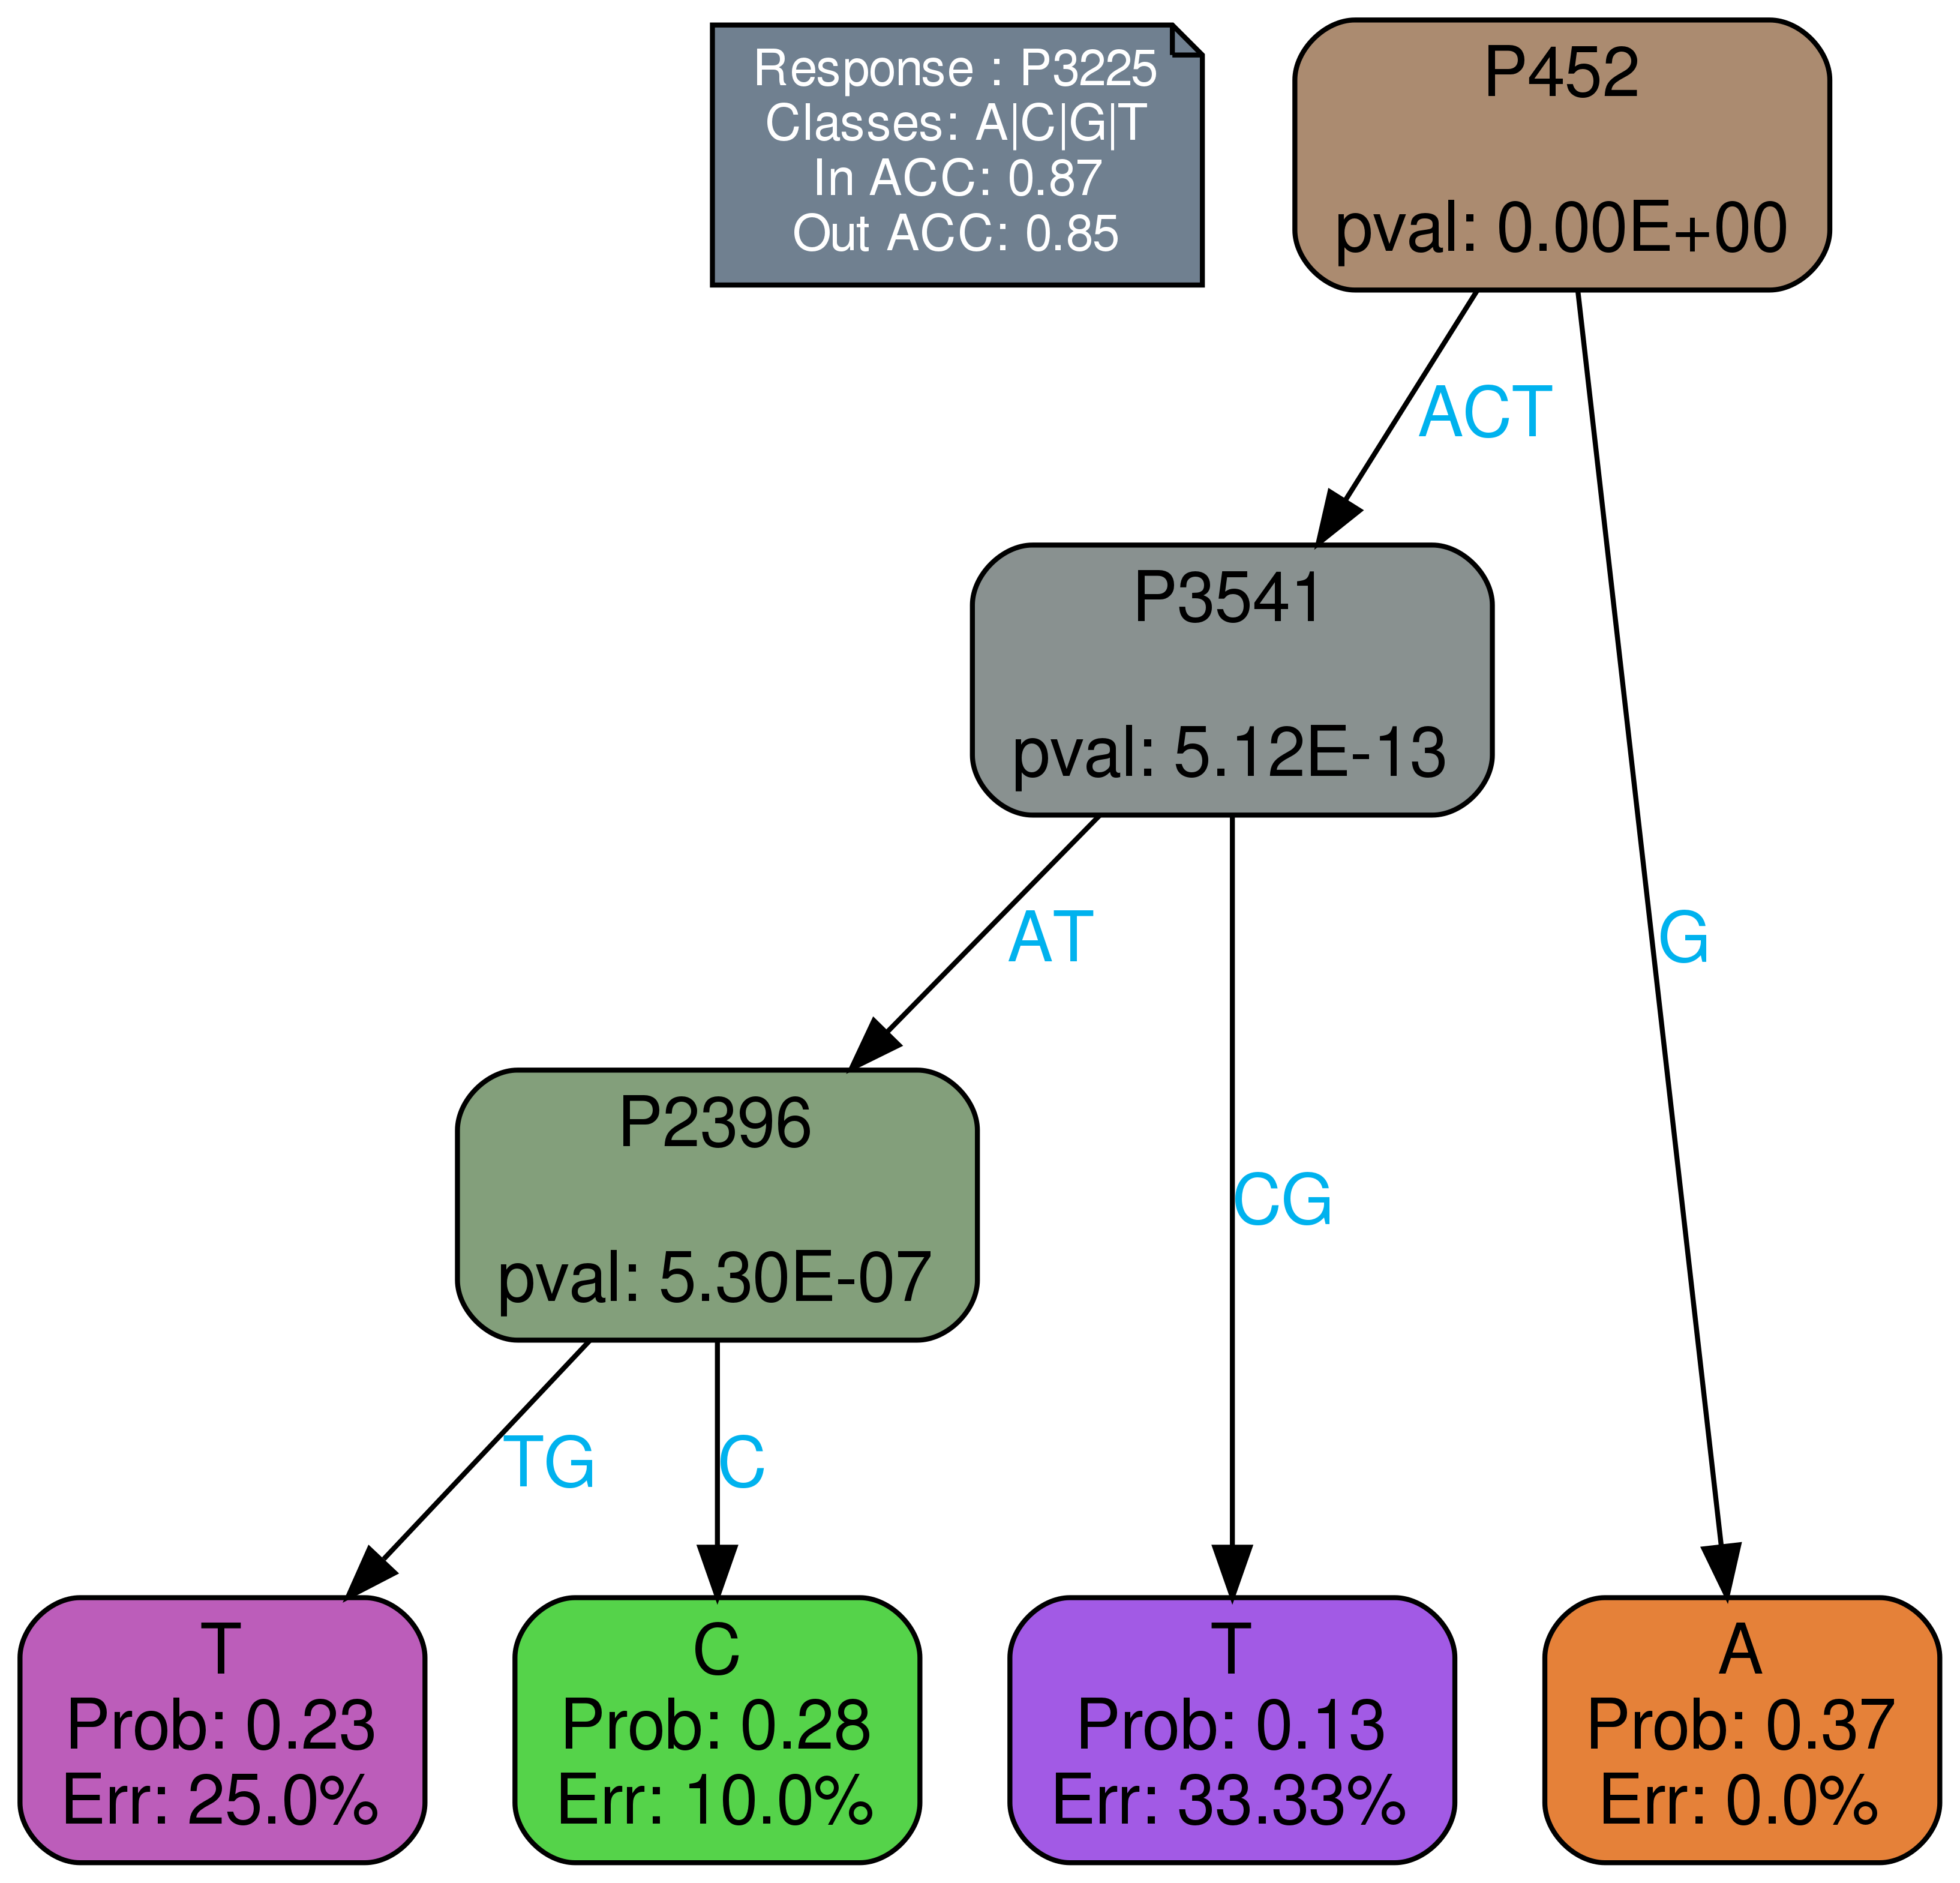 Response : P3225
Classes: A|C|G|T
In ACC: 0.87
Out ACC: 0.85
P452
pval: 0.00E+00
ACT
P3541
pval: 5.12E-13
AT
G
P2396
pval: 5.30E-07
CG
TG
C
T
Prob: 0.23
Err: 25.0%
C
Prob: 0.28
Err: 10.0%
T
Prob: 0.13
Err: 33.33%
A
Prob: 0.37
Err: 0.0%